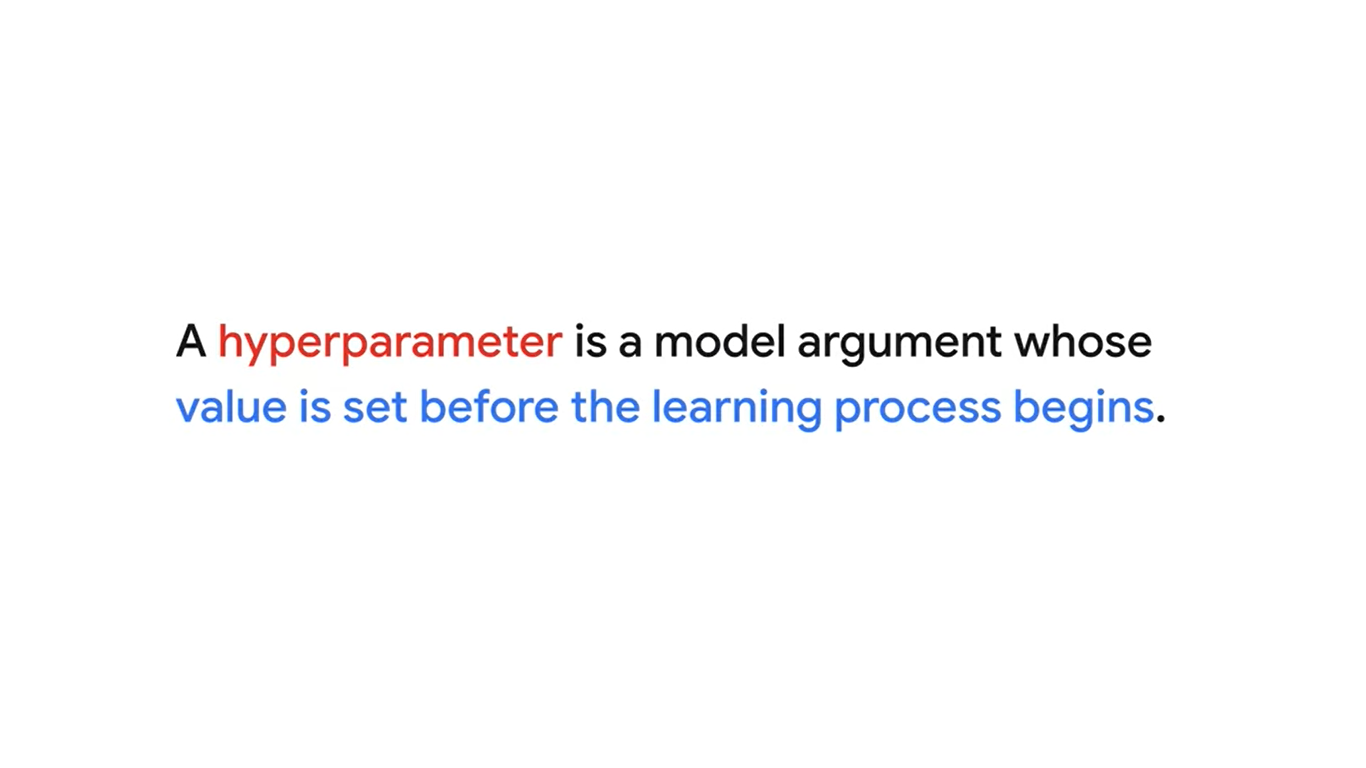 A hyperparameter is a model argument whose
value is set before the learning process begins.